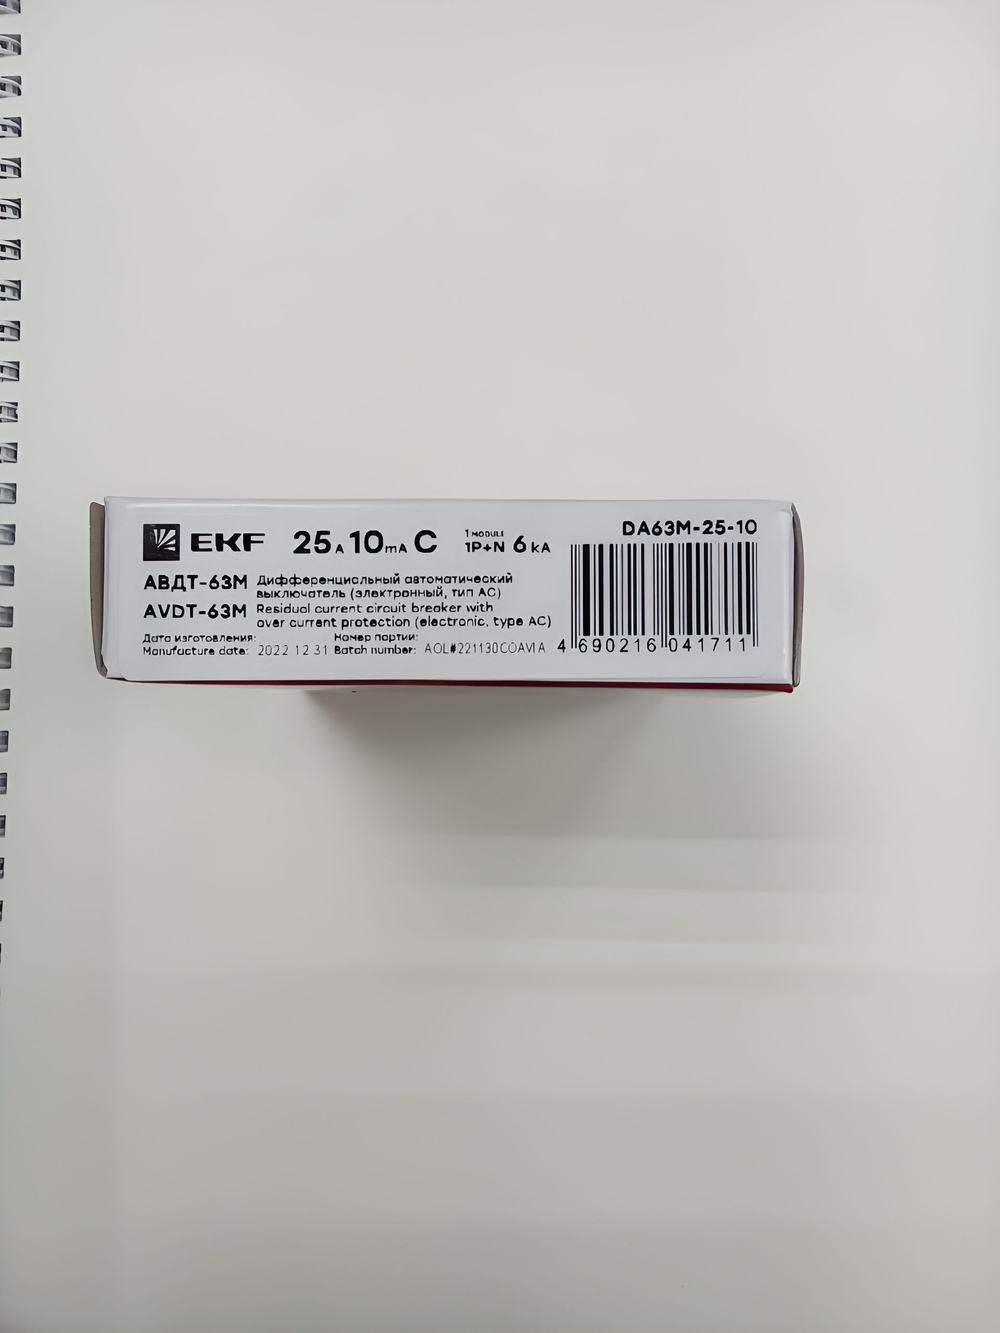 EKF 25A 10mA C 1 MODULE 1P+N 6 kA
DA63M-25-10
АВДТ-63М Дифференциальный автоматический выключатель (электронный, тип АС)
AVDT-63M Residual current circuit breaker with over current protection (electronic, type AC)
Дата изготовления: Номер партии:
Manufacture date: 2022 12 31 Batch number: AOL#221130COAVIA
4 690216 041711